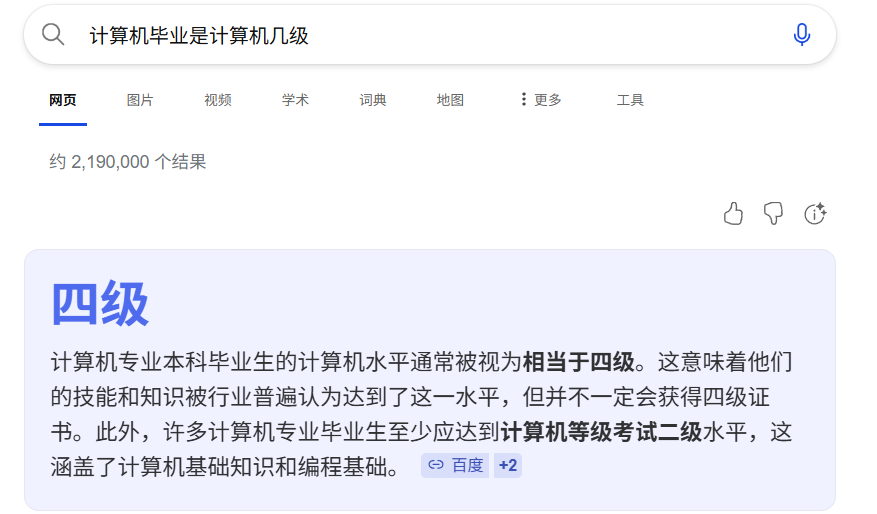 计算机毕业是计算机几级
网页 图片 视频 学术 词典 地图 更多 工具
约 2,190,000 个结果
四级
计算机专业本科毕业生的计算机水平通常被视为相当于四级。这意味着他们
的技能和知识被行业普遍认为达到了这一水平，但并不一定会获得四级证
书。此外，许多计算机专业毕业生至少应达到计算机等级考试二级水平，这
涵盖了计算机基础知识和编程基础。 百度 +2